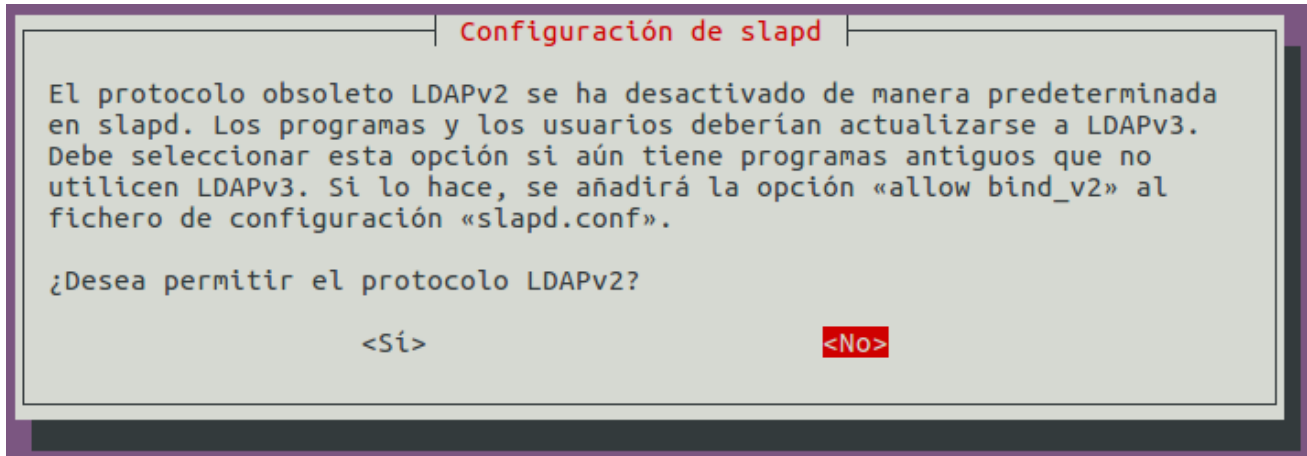 Configuración de slapd
El protocolo obsoleto LDAPv2 se ha desactivado de manera predeterminada
en slapd. Los programas y los usuarios deberían actualizarse a LDAPv3.
Debe seleccionar esta opción si aún tiene programas antiguos que no
utilicen LDAPv3. Si lo hace, se añadirá la opción «allow bind_v2» al
fichero de configuración «slapd.conf».
¿Desea permitir el protocolo LDAPv2?
<Sí> <No>